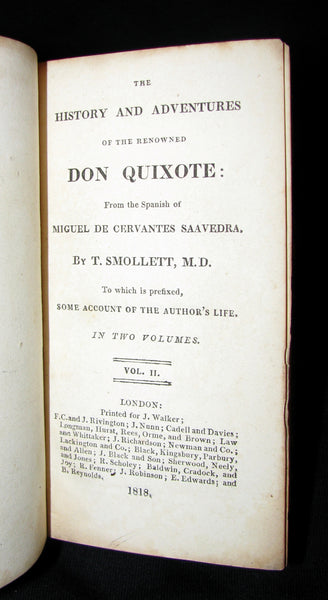 THE
HISTORY AND ADVENTURES
OF THE RENOWNED
DON QUIXOTE:
From the Spanish of
MIGUEL DE CERVANTES SAAVEDRA.
By T. SMOLLETT, M.D.
To which is prefixed,
SOME ACCOUNT OF THE AUTHOR'S LIFE.
IN TWO VOLUMES.
VOL. II.
LONDON:
Printed for J. Walker;
F.C. and J. Rivington; J. Nunn; Cadell and Davies;
Longman, Hurst, Rees, Orme, and Brown; Law
and Whittaker; J. Richardson; Newman and Co.;
Lackington and Co.; Black, Kingsbury, Parbury,
and Allen; J. Black and Son; Sherwood, Neely,
and Jones; R. Scholey; Baldwin, Cradock, and
Joy; R. Fenner; J. Robinson; E. Edwards; and
B. Reynolds.
1818.